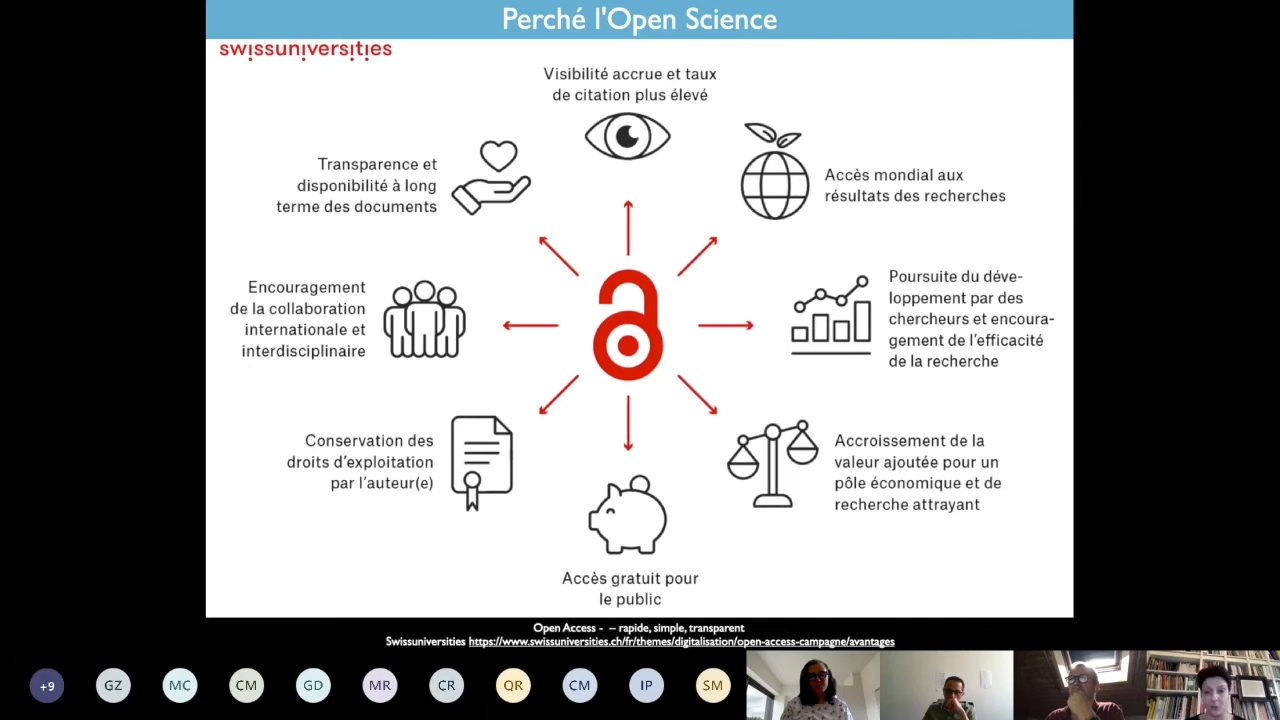 Perché l'Open Science
swissuniversities
Visibilité accrue et taux
de citation plus élevé
Transparence et
disponibilité à long
terme des documents
Accès mondial aux
résultats des recherches
Encouragement
de la collaboration
internationale et
interdisciplinaire
Poursuite du déve-
loppement par des
chercheurs et encoura-
gement de l'efficacité
de la recherche
Conservation des
droits d'exploitation
par l'auteur(e)
Accroissement de la
valeur ajoutée pour un
pôle économique et de
recherche attrayant
Accès gratuit pour
le public
Open Access - – rapide, simple, transparent
Swissuniversities https://www.swissuniversities.ch/fr/themes/digitalisation/open-access-campagne/avantages
+9 GZ MC CM GD MR CR QR CM IP SM